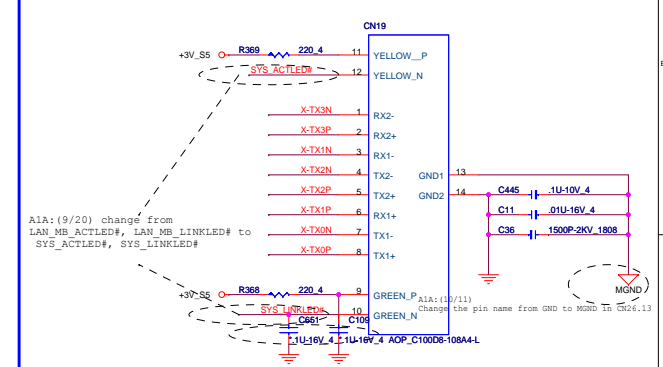 CN19
+3V_S5 R369 220_4 11 YELLOW__P
SYS_ACTLED# 12 YELLOW_N
X-TX3N 1 RX2-
X-TX3P 2 RX2+
X-TX1N 3 RX1-
X-TX2N 4 TX2- GND1 13
X-TX2P 5 TX2+ GND2 14 C445 .1U-10V_4
X-TX1P 6 RX1+ C11 .01U-16V_4
X-TX0N 7 TX1- C36 1500P-2KV_1808
X-TX0P 8 TX1+
A1A:(9/20) change from
LAN_MB_ACTLED#, LAN_MB_LINKLED# to
SYS_ACTLED#, SYS_LINKLED#
+3V_S5 R368 220_4 9 GREEN_P
MGND
A1A:(10/11)
Change the pin name from GND to MGND in CN26.13
SYS_LINKLED# 10 GREEN_N
C651 C109
*.1U-16V_4 *.1U-16V_4 AOP_C100D8-108A4-L